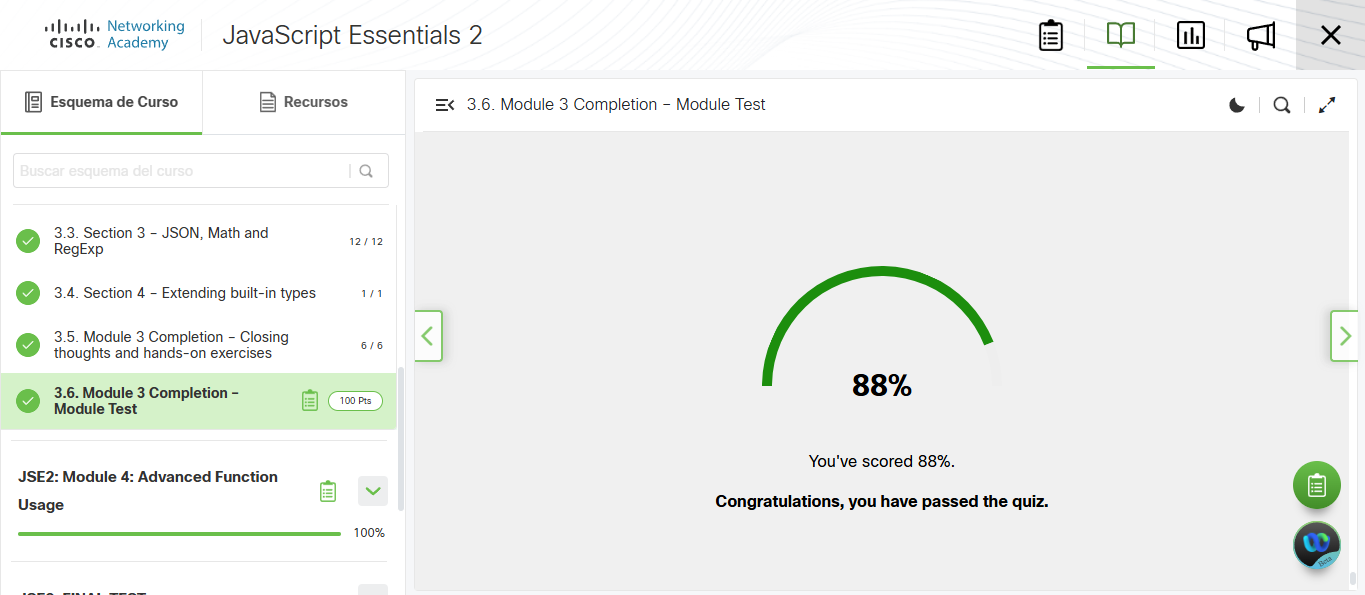 Networking
CISCO Academy
JavaScript Essentials 2
Esquema de Curso
Recursos
Buscar esquema del curso
3.3. Section 3 – JSON, Math and
RegExp
12 / 12
3.4. Section 4 – Extending built-in types
1 / 1
3.5. Module 3 Completion – Closing
thoughts and hands-on exercises
6 / 6
3.6. Module 3 Completion –
Module Test
100 Pts
JSE2: Module 4: Advanced Function
Usage
100%
JSE2: FINAL TEST
3.6. Module 3 Completion – Module Test
88%
You've scored 88%.
Congratulations, you have passed the quiz.
Beta